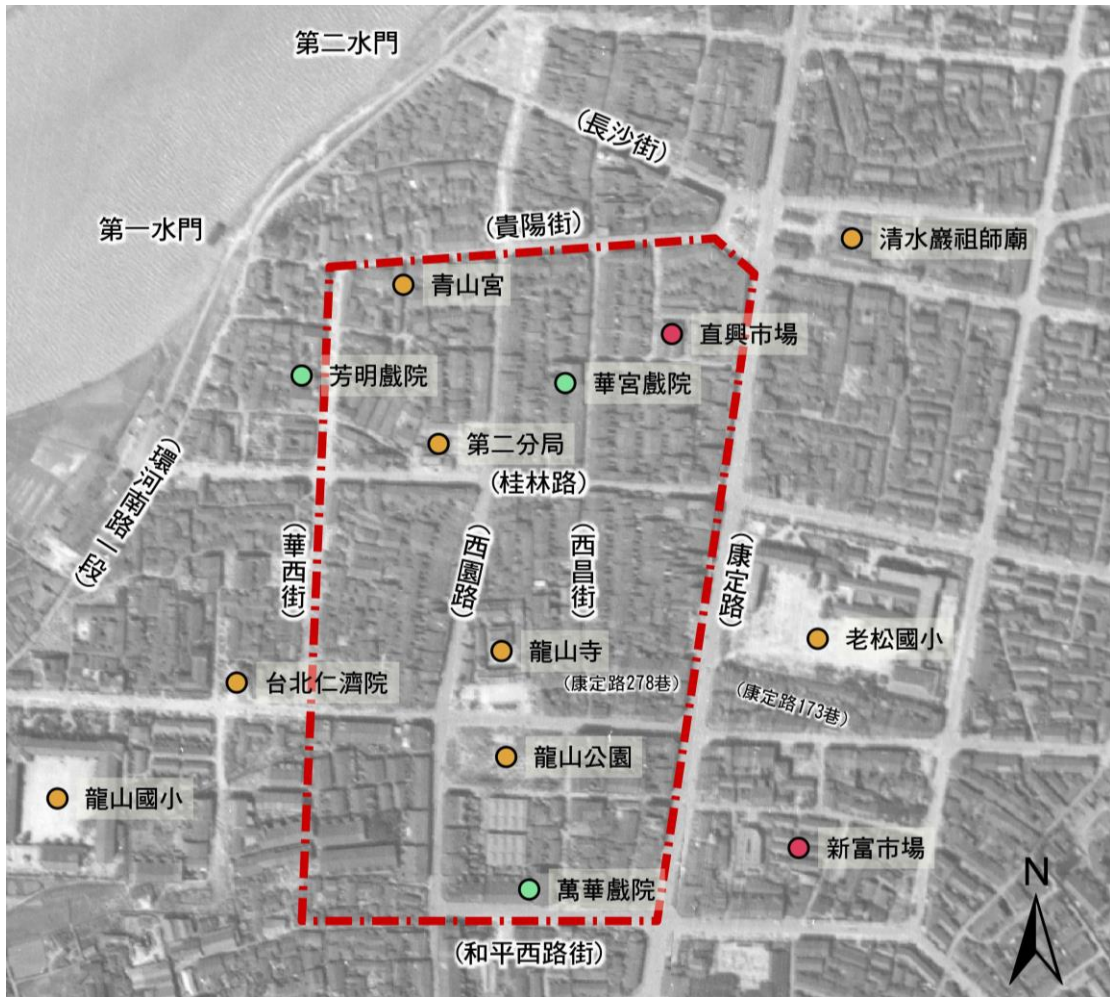 第二水門
(長沙街)
第一水門
(貴陽街)
清水巖祖師廟
青山宮
直興市場
芳明戲院
華宮戲院
第二分局
(桂林路)
(環河南路一段)
(華西街)
(西園路)
(西昌街)
(康定路)
老松國小
龍山寺
(康定路278巷)
台北仁濟院
(康定路173巷)
龍山公園
龍山國小
新富市場
萬華戲院
(和平西路街)
N